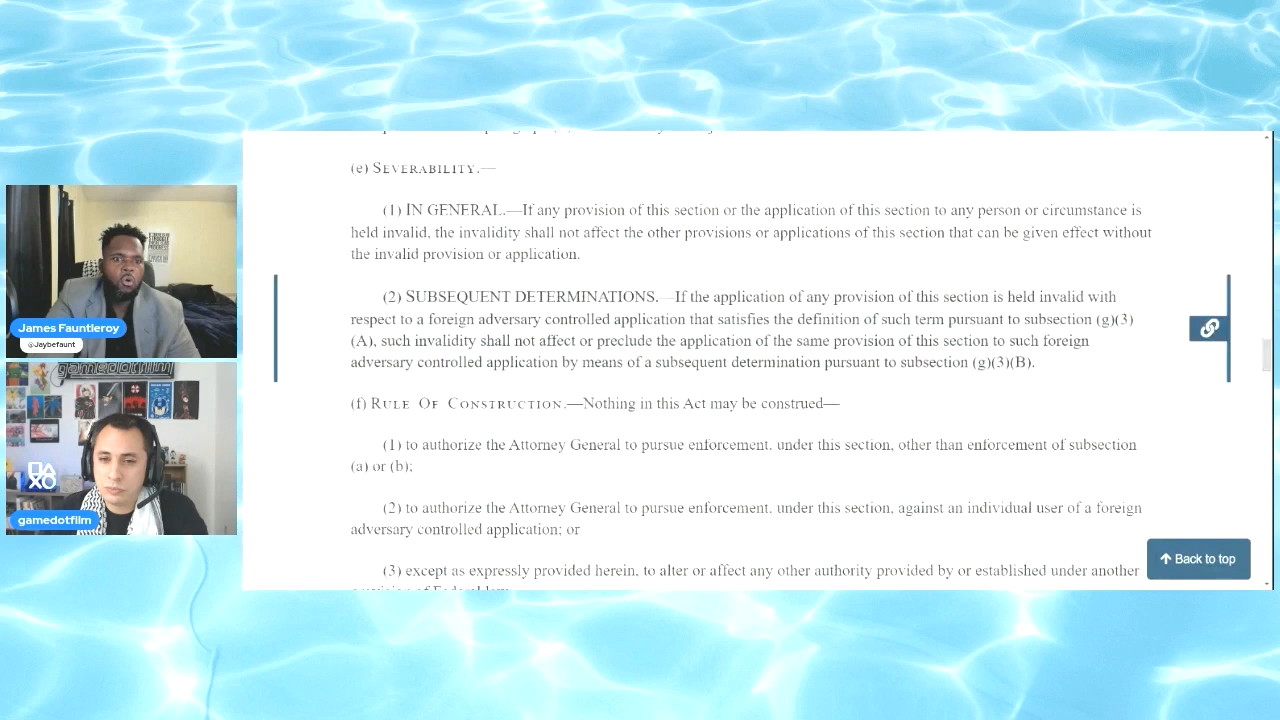 (e) SEVERABILITY.—
(1) IN GENERAL.—If any provision of this section or the application of this section to any person or circumstance is
held invalid, the invalidity shall not affect the other provisions or applications of this section that can be given effect without
the invalid provision or application.
(2) SUBSEQUENT DETERMINATIONS.—If the application of any provision of this section is held invalid with
respect to a foreign adversary controlled application that satisfies the definition of such term pursuant to subsection (g)(3)
(A), such invalidity shall not affect or preclude the application of the same provision of this section to such foreign
adversary controlled application by means of a subsequent determination pursuant to subsection (g)(3)(B).
(f) RULE OF CONSTRUCTION.—Nothing in this Act may be construed—
(1) to authorize the Attorney General to pursue enforcement, under this section, other than enforcement of subsection
(a) or (b);
(2) to authorize the Attorney General to pursue enforcement, under this section, against an individual user of a foreign
adversary controlled application; or
(3) except as expressly provided herein, to alter or affect any other authority provided by or established under another
Back to top
James Fauntleroy
@Jaybefaunt
gamedotfilm
gamedotfilm